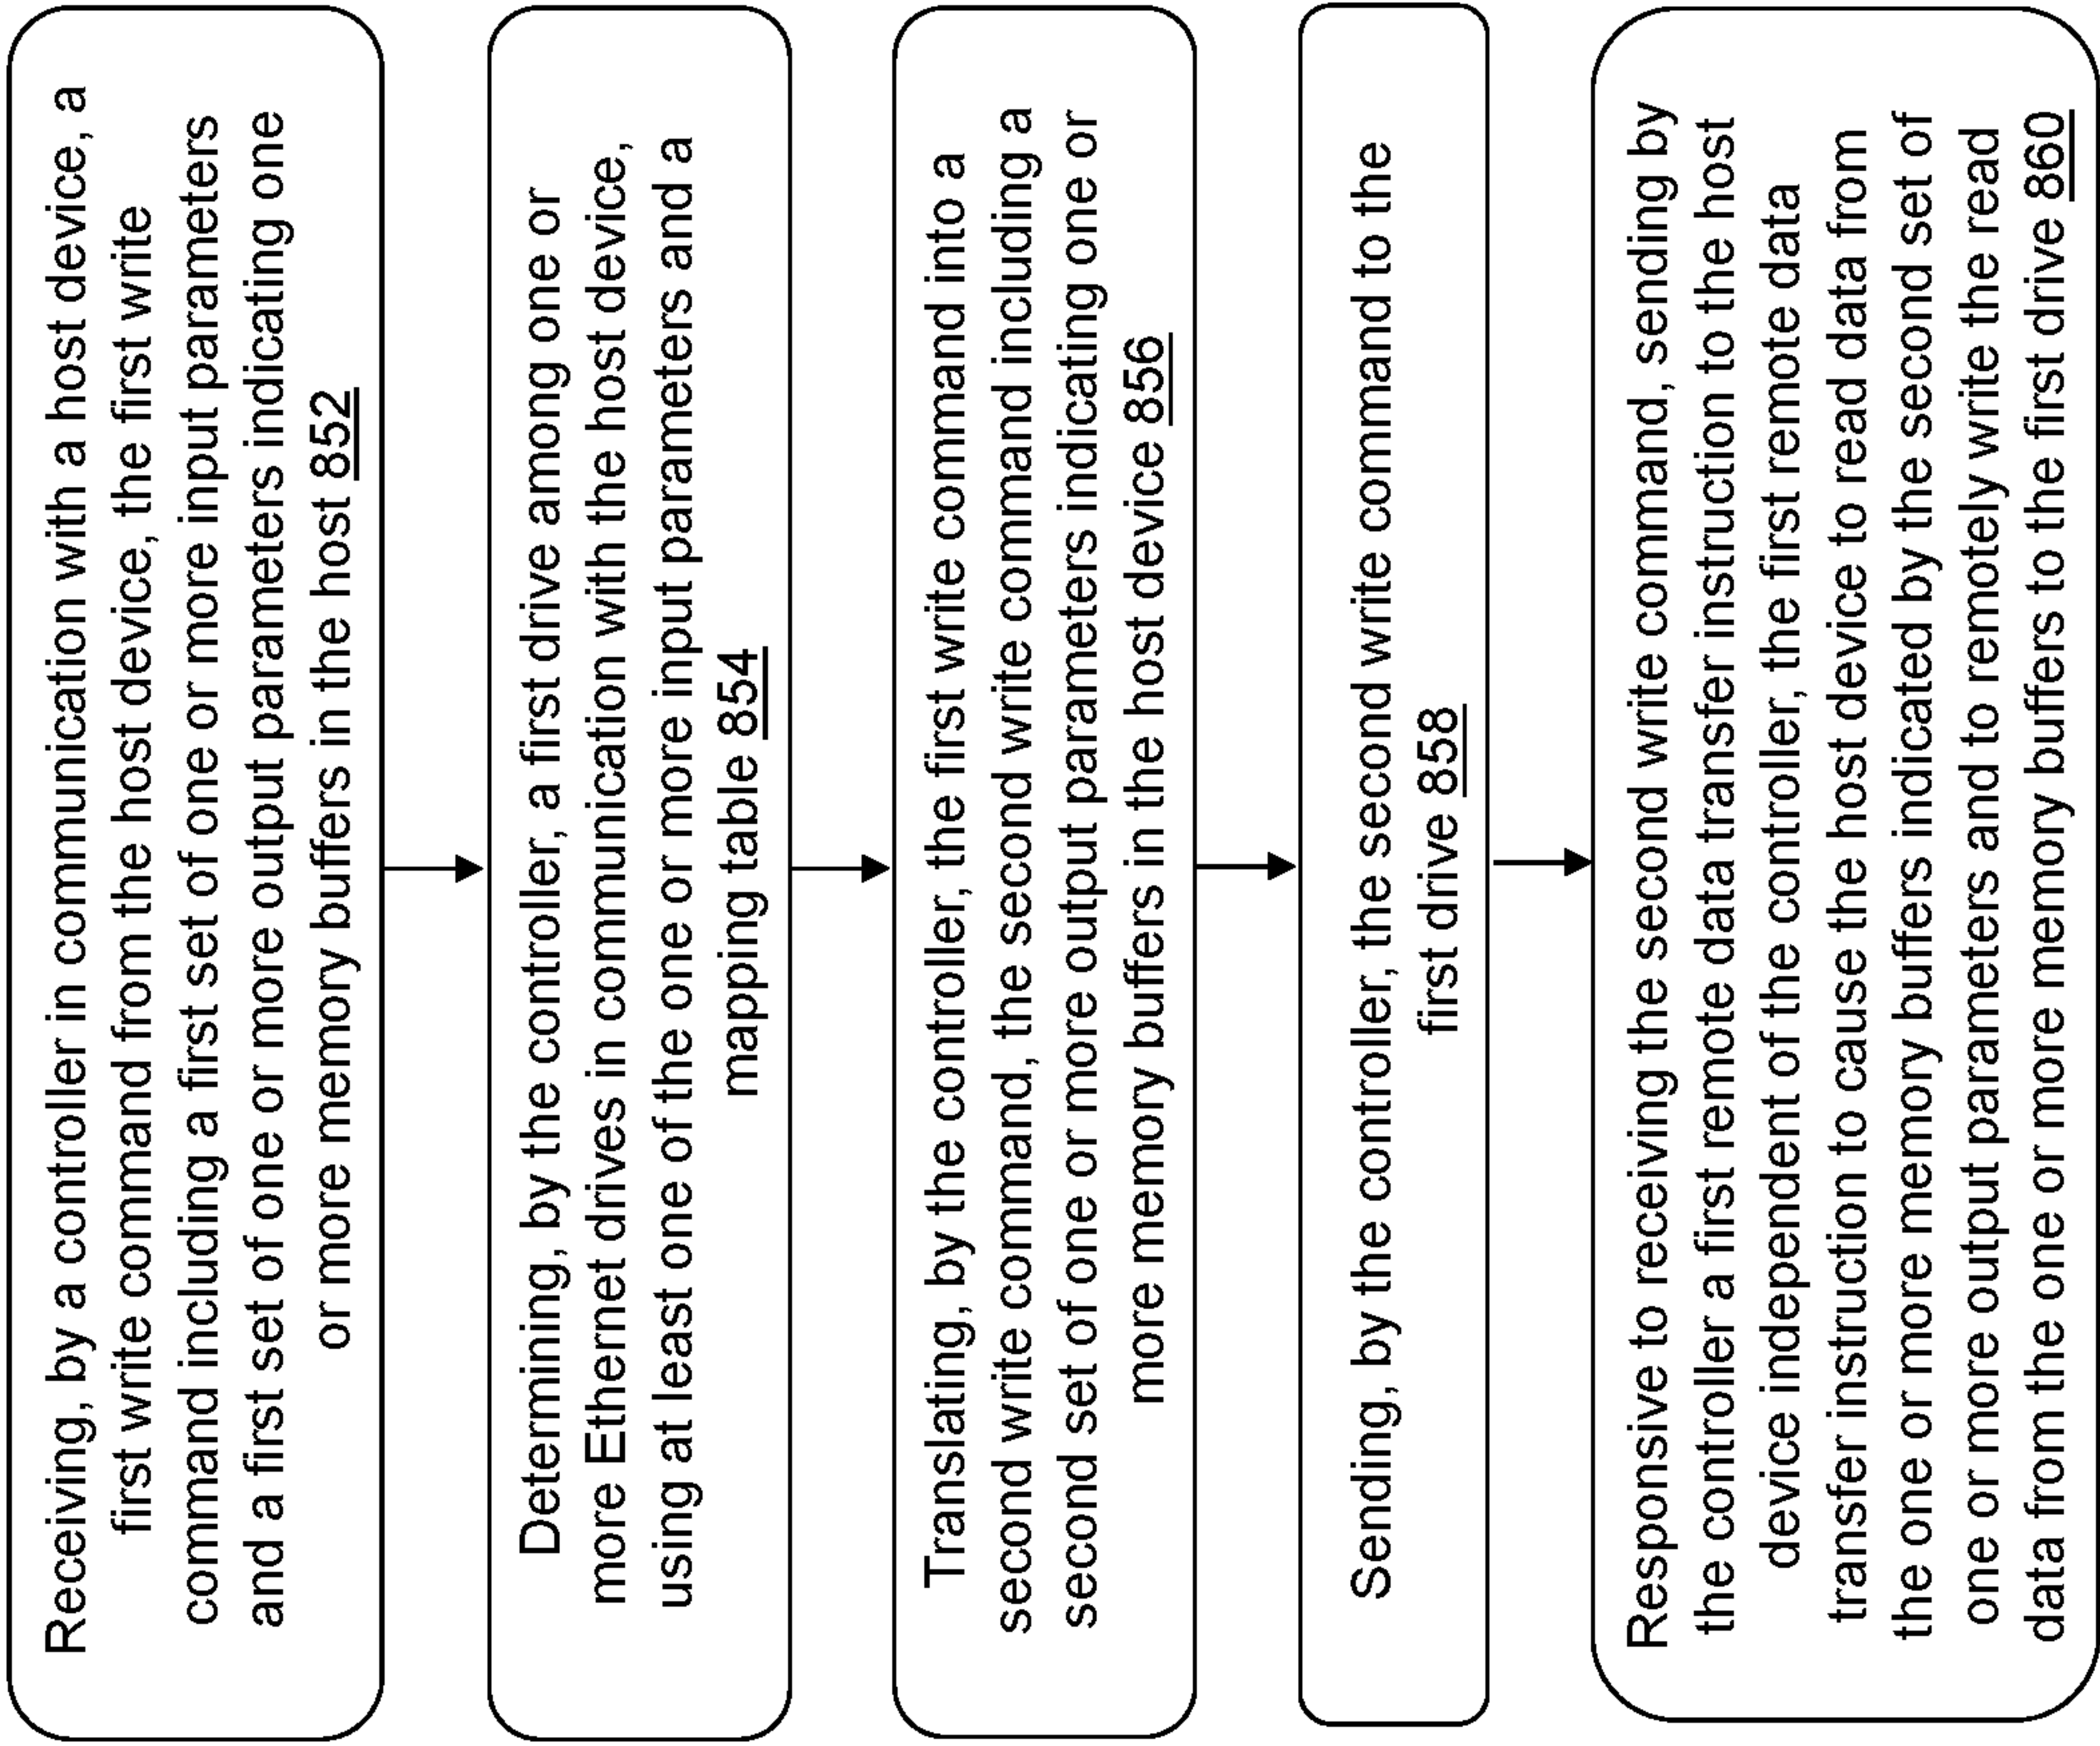 Receiving, by a controller in communication with a host device, a
first write command from the host device, the first write
command including a first set of one or more input parameters
and a first set of one or more output parameters indicating one
or more memory buffers in the host 852
Determining, by the controller, a first drive among one or
more Ethernet drives in communication with the host device,
using at least one of the one or more input parameters and a
mapping table 854
Translating, by the controller, the first write command into a
second write command, the second write command including a
second set of one or more output parameters indicating one or
more memory buffers in the host device 856
Sending, by the controller, the second write command to the
first drive 858
Responsive to receiving the second write command, sending by
the controller a first remote data transfer instruction to the host
device independent of the controller, the first remote data
transfer instruction to cause the host device to read data from
the one or more memory buffers indicated by the second set of
one or more output parameters and to remotely write the read
data from the one or more memory buffers to the first drive 860